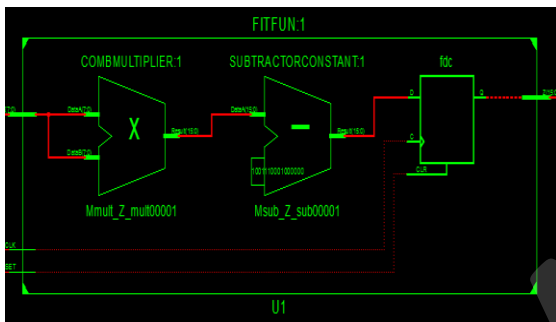 FITFUN:1
COMBMULTIPLIER:1
SUBTRACTORCONSTANT:1
fdc
DataA(7:0)
DataB(7:0)
X
Result(15:0)
DataA(15:0)
1001110001000000
Result(15:0)
D
Q
C
CLR
Mmult_Z_mult00001
Msub_Z_sub00001
CLK
U1